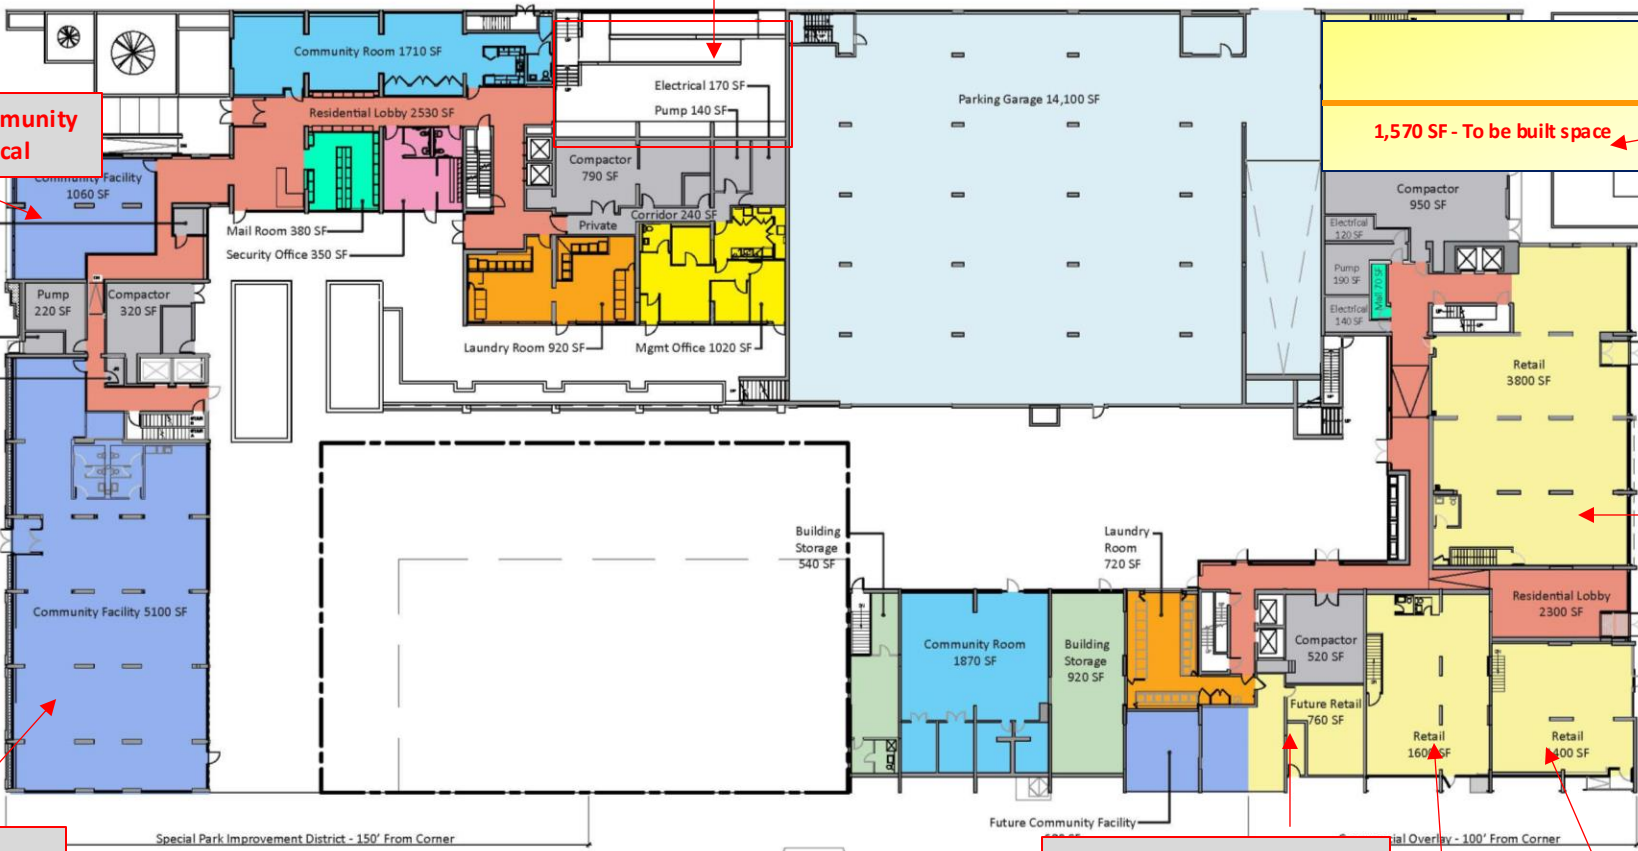 Community Room 1710 SF
Electrical 170 SF
Pump 140 SF
Parking Garage 14,100 SF
1,570 SF - To be built space
Residential Lobby 2530 SF
Community Facility
1060 SF
Compactor
790 SF
Corridor 240 SF
Private
Mail Room 380 SF
Security Office 350 SF
Compactor
950 SF
Electrical
120 SF
Pump
190 SF
Mail 70 SF
Electrical
140 SF
Pump
220 SF
Compactor
320 SF
Laundry Room 920 SF
Mgmt Office 1020 SF
Retail
3800 SF
Building
Storage
540 SF
Laundry
Room
720 SF
Community Facility 5100 SF
Residential Lobby
2300 SF
Community Room
1870 SF
Building
Storage
920 SF
Compactor
520 SF
Future Retail
760 SF
Retail
1600 SF
Retail
400 SF
Future Community Facility
Special Park Improvement District - 150' From Corner
ial Overlay - 100' From Corner